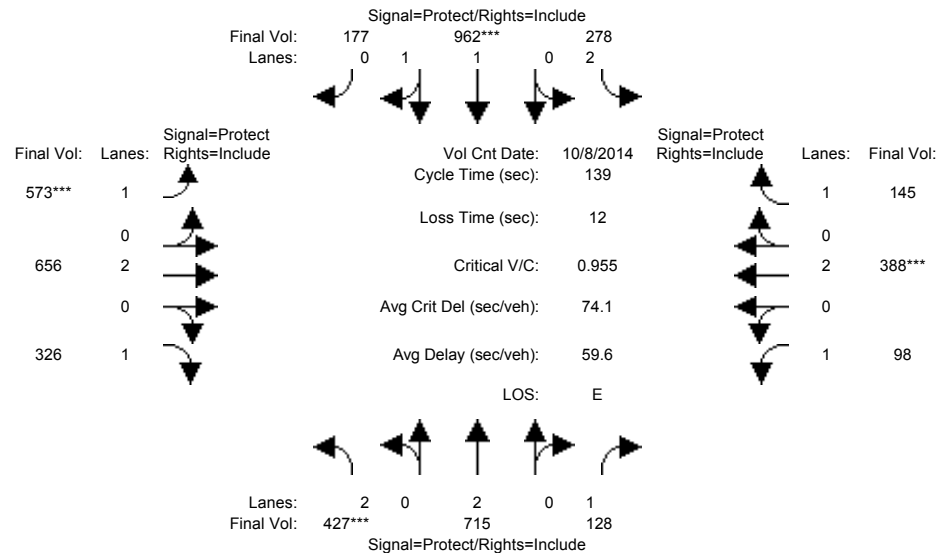 Signal=Protect/Rights=Include
Final Vol: 177 962*** 278
Lanes: 0 1 1 0 2
Signal=Protect Signal=Protect
Final Vol: Lanes: Rights=Include Vol Cnt Date: 10/8/2014 Rights=Include Lanes: Final Vol:
Cycle Time (sec): 139
573*** 1 1 145
Loss Time (sec): 12
0 0
656 2 Critical V/C: 0.955 2 388***
0 Avg Crit Del (sec/veh): 74.1 0
326 1 Avg Delay (sec/veh): 59.6 1 98
LOS: E
Lanes: 2 0 2 0 1
Final Vol: 427*** 715 128
Signal=Protect/Rights=Include